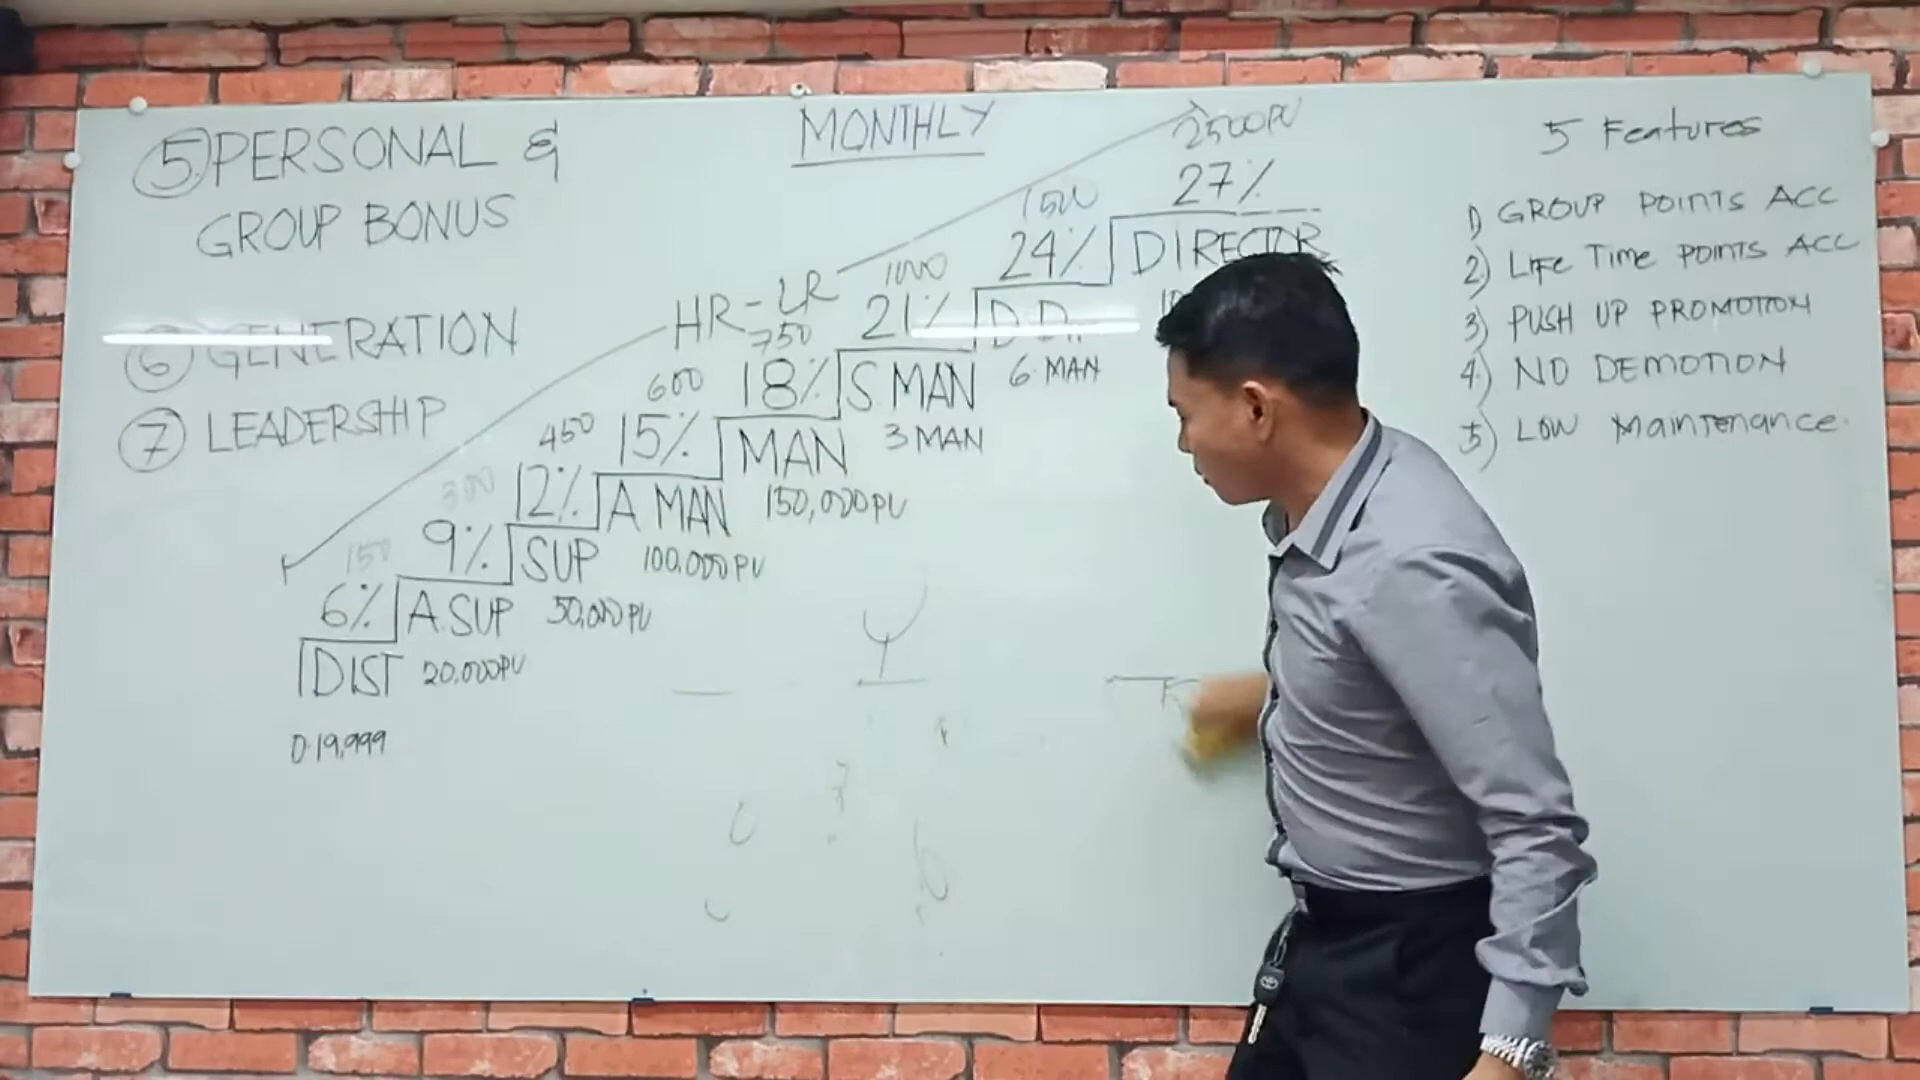 ⑤ PERSONAL &
GROUP BONUS
⑥ GENERATION
⑦ LEADERSHIP
MONTHLY
HR-LR
2500PV
27%
DIRECTOR
1500
24%
D.DIR
6 MAN
1000
21%
S.MAN
3 MAN
750
18%
MAN
150,000PV
600
15%
A MAN
100,000PV
450
12%
SUP
50,000PV
300
9%
A.SUP
20,000PV
150
6%
DIST
0-19,999
5 Features
1) GROUP POINTS ACC
2) LIFE TIME POINTS ACC
3) PUSH UP PROMOTION
4) NO DEMOTION
5) LOW Maintenance